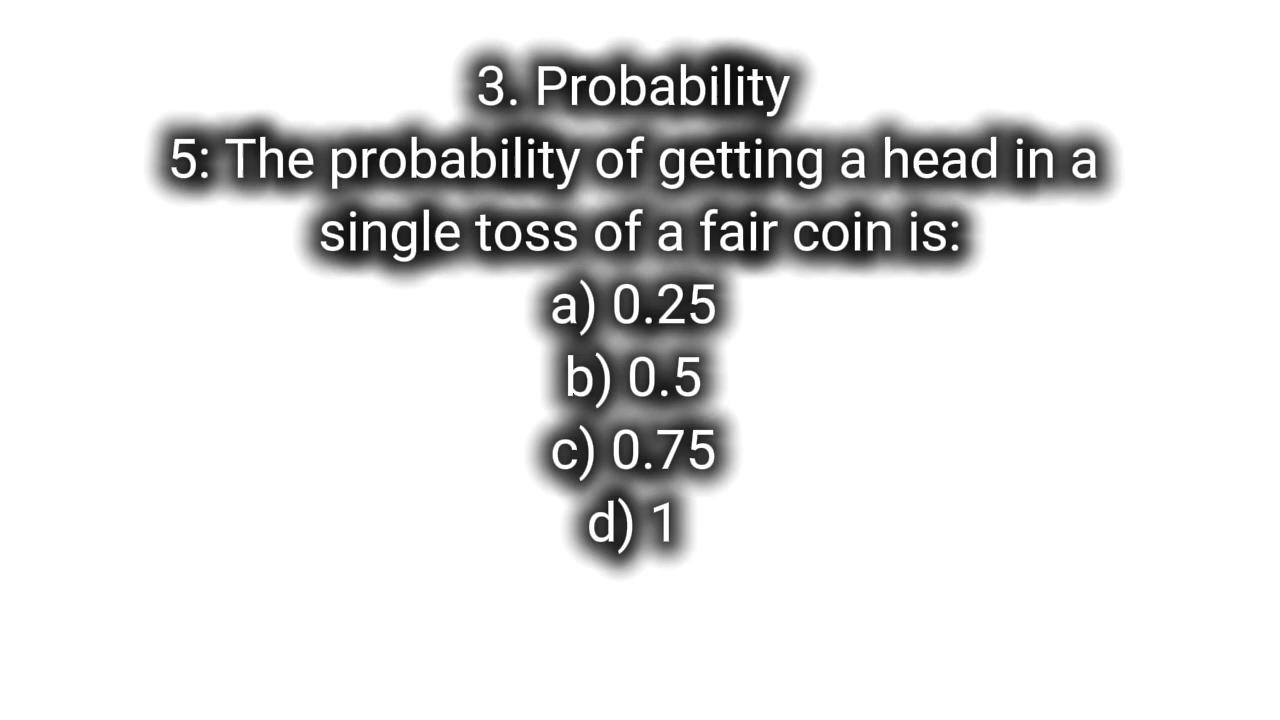 3. Probability
5: The probability of getting a head in a
single toss of a fair coin is:
a) 0.25
b) 0.5
c) 0.75
d) 1